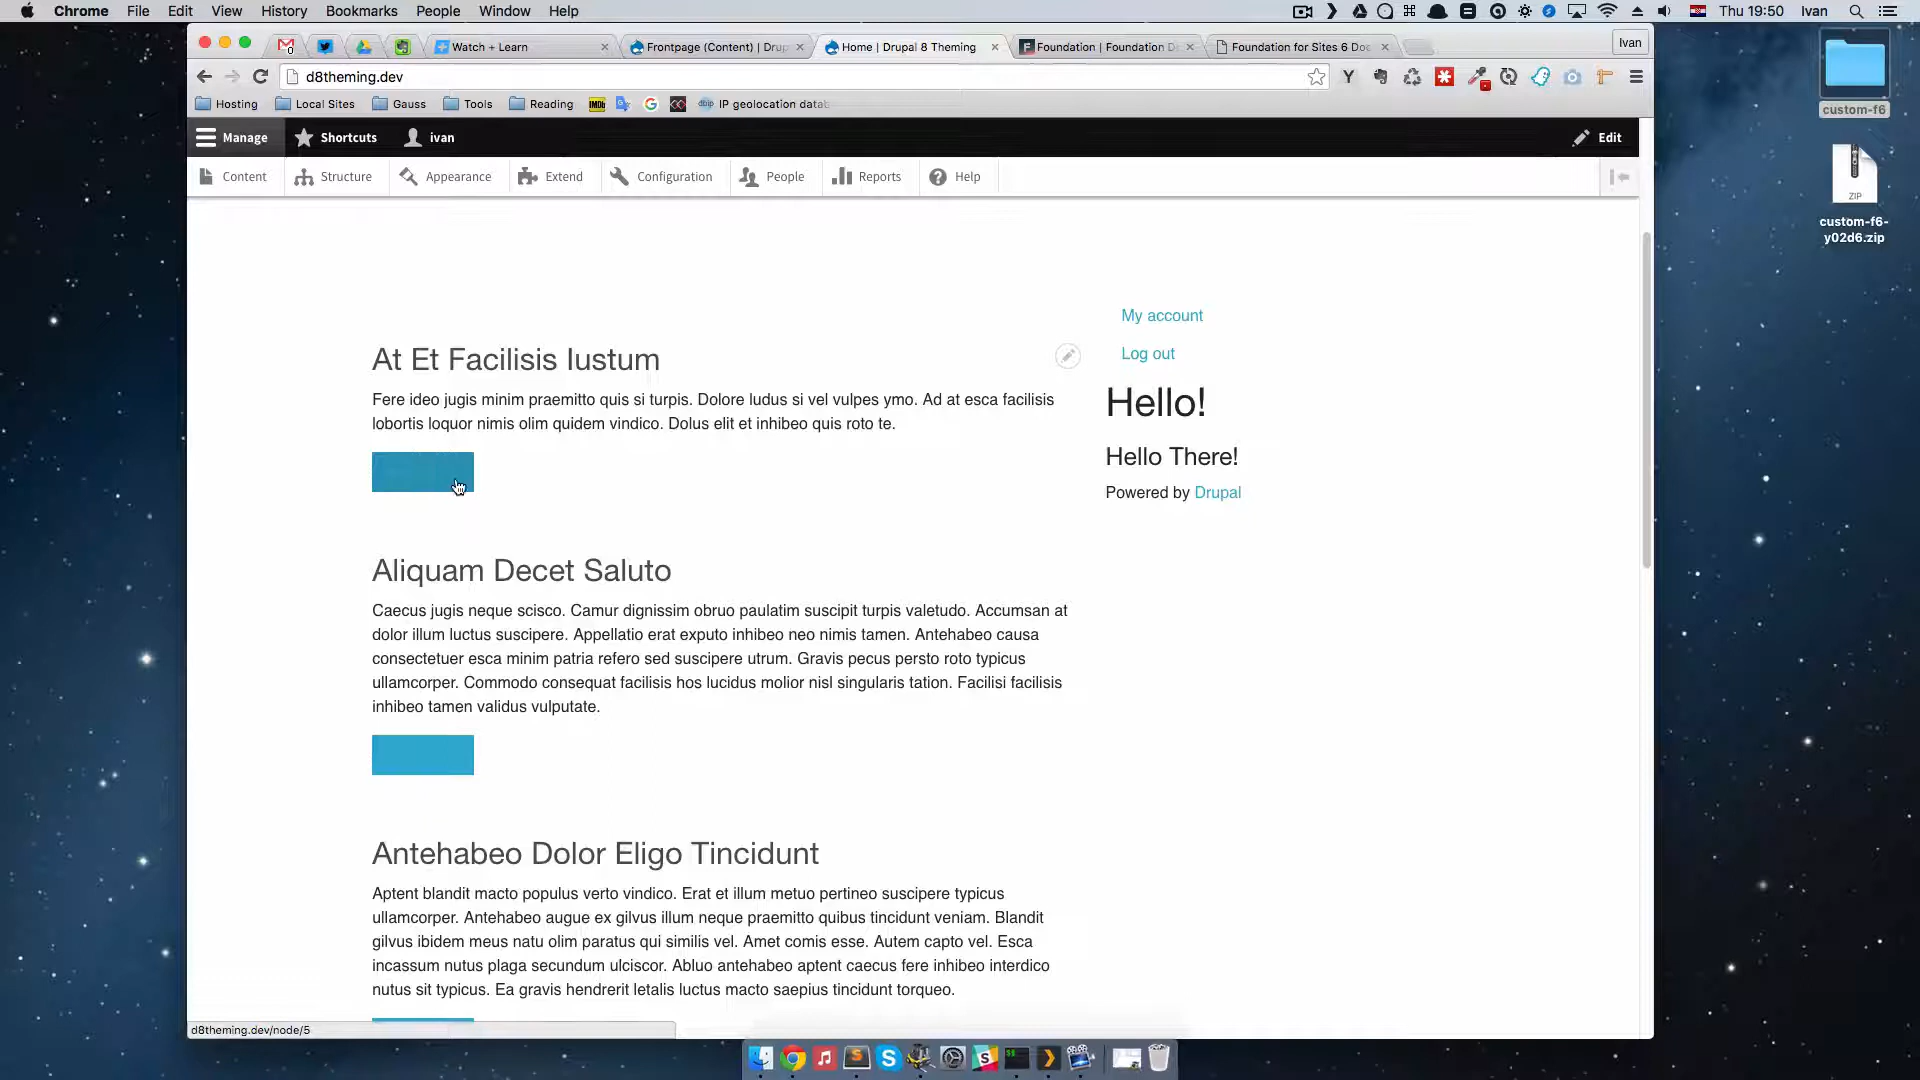 Chrome File Edit View History Bookmarks People Window Help
Thu 19:50 Ivan
Watch + Learn
Frontpage (Content) | Drup
Home | Drupal 8 Theming
Foundation | Foundation D
Foundation for Sites 6 Doc
Ivan
d8theming.dev
Hosting Local Sites Gauss Tools Reading IMDb dbip IP geolocation datab
Manage Shortcuts ivan Edit
Content Structure Appearance Extend Configuration People Reports Help
My account
Log out
Hello!
Hello There!
Powered by Drupal
At Et Facilisis Iustum
Fere ideo jugis minim praemitto quis si turpis. Dolore ludus si vel vulpes ymo. Ad at esca facilisis
lobortis loquor nimis olim quidem vindico. Dolus elit et inhibeo quis roto te.
Aliquam Decet Saluto
Caecus jugis neque scisco. Camur dignissim obruo paulatim suscipit turpis valetudo. Accumsan at
dolor illum luctus suscipere. Appellatio erat exputo inhibeo neo nimis tamen. Antehabeo causa
consectetuer esca minim patria refero sed suscipere utrum. Gravis pecus persto roto typicus
ullamcorper. Commodo consequat facilisis hos lucidus molior nisl singularis tation. Facilisi facilisis
inhibeo tamen validus vulputate.
Antehabeo Dolor Eligo Tincidunt
Aptent blandit macto populus verto vindico. Erat et illum metuo pertineo suscipere typicus
ullamcorper. Antehabeo augue ex gilvus illum neque praemitto quibus tincidunt veniam. Blandit
gilvus ibidem meus natu olim paratus qui similis vel. Amet comis esse. Autem capto vel. Esca
incassum nutus plaga secundum ulciscor. Abluo antehabeo aptent caecus fere inhibeo interdico
nutus sit typicus. Ea gravis hendrerit letalis luctus macto saepius tincidunt torqueo.
d8theming.dev/node/5
custom-f6
ZIP
custom-f6-
y02d6.zip